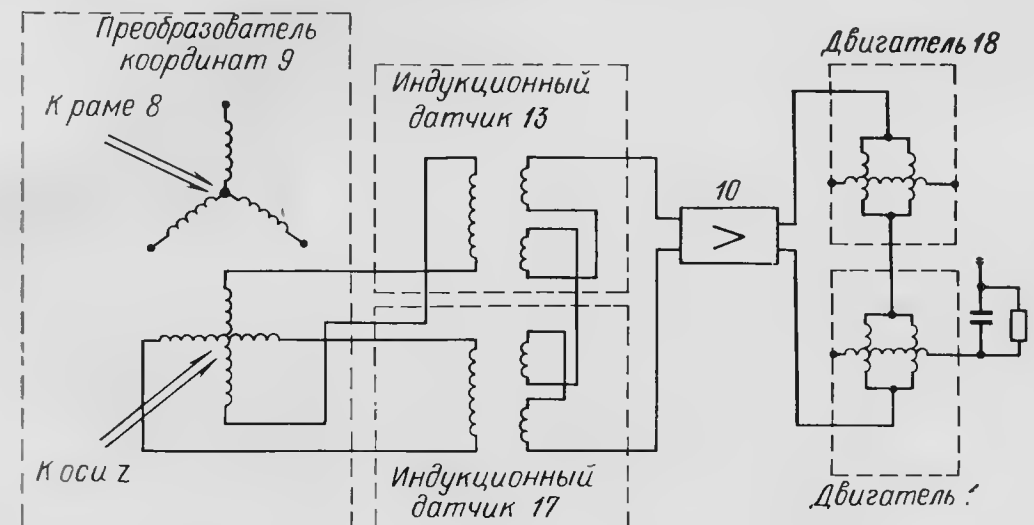 Преобразователь
координат 9
К раме 8
Индукционный
датчик 13
10
>
Двигатель 18
К оси z
Индукционный
датчик 17
Двигатель